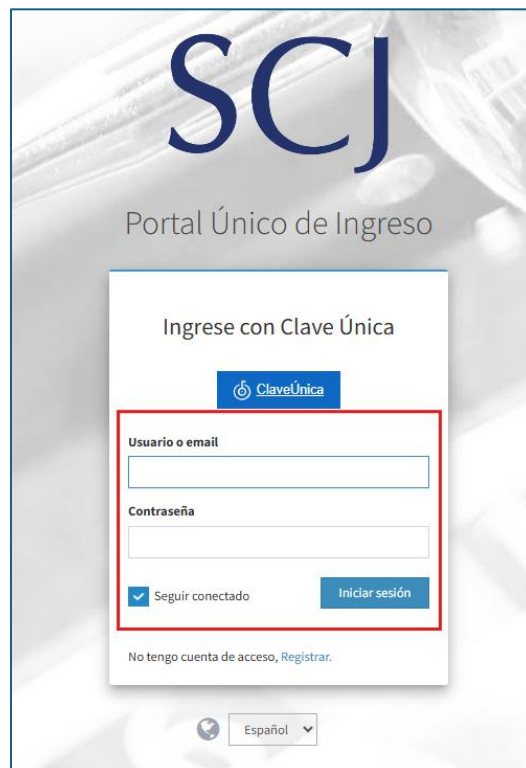 SCJ
Portal Único de Ingreso
Ingrese con Clave Única
ClaveÚnica
Usuario o email
Contraseña
Seguir conectado
Iniciar sesión
No tengo cuenta de acceso, Registrar.
Español